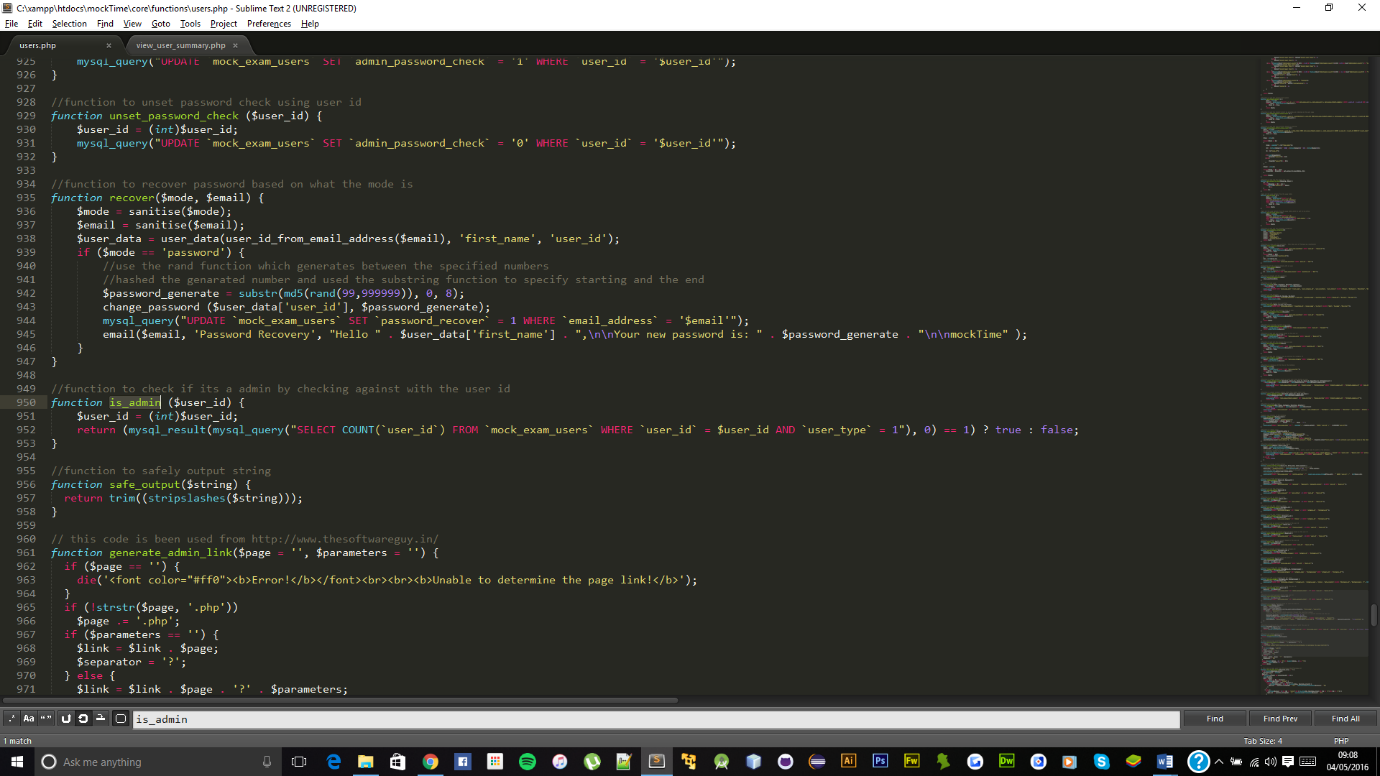 C:\xampp\htdocs\mockTime\core\functions\users.php - Sublime Text 2 (UNREGISTERED)
File Edit Selection Find View Goto Tools Project Preferences Help
users.php × view_user_summary.php ×
925 mysql_query("UPDATE `mock_exam_users` SET `admin_password_check` = '1' WHERE `user_id` = '$user_id'");
926 }
927
928 //function to unset password check using user id
929 function unset_password_check ($user_id) {
930 $user_id = (int)$user_id;
931 mysql_query("UPDATE `mock_exam_users` SET `admin_password_check` = '0' WHERE `user_id` = '$user_id'");
932 }
933
934 //function to recover password based on what the mode is
935 function recover($mode, $email) {
936 $mode = sanitise($mode);
937 $email = sanitise($email);
938 $user_data = user_data(user_id_from_email_address($email), 'first_name', 'user_id');
939 if ($mode == 'password') {
940 //use the rand function which generates between the specified numbers
941 //hashed the genarated number and used the substring function to specify starting and the end
942 $password_generate = substr(md5(rand(99,999999)), 0, 8);
943 change_password ($user_data['user_id'], $password_generate);
944 mysql_query("UPDATE `mock_exam_users` SET `password_recover` = 1 WHERE `email_address` = '$email'");
945 email($email, 'Password Recovery', "Hello " . $user_data['first_name'] . ",\n\nYour new password is: " . $password_generate . "\n\nmockTime" );
946 }
947 }
948
949 //function to check if its a admin by checking against with the user id
950 function is_admin ($user_id) {
951 $user_id = (int)$user_id;
952 return (mysql_result(mysql_query("SELECT COUNT(`user_id`) FROM `mock_exam_users` WHERE `user_id` = $user_id AND `user_type` = 1"), 0) == 1) ? true : false;
953 }
954
955 //function to safely output string
956 function safe_output($string) {
957 return trim((stripslashes($string)));
958 }
959
960 // this code is been used from http://www.thesoftwareguy.in/
961 function generate_admin_link($page = '', $parameters = '') {
962 if ($page == '') {
963 die('<font color="#ff0"><b>Error!</b></font><br><br><b>Unable to determine the page link!</b>');
964 }
965 if (!strstr($page, '.php'))
966 $page .= '.php';
967 if ($parameters == '') {
968 $link = $link . $page;
969 $separator = '?';
970 } else {
971 $link = $link . $page . '?' . $parameters;
.* Aa "" is_admin Find Find Prev Find All
1 match Tab Size: 4 PHP
Ask me anything 09:08
04/05/2016